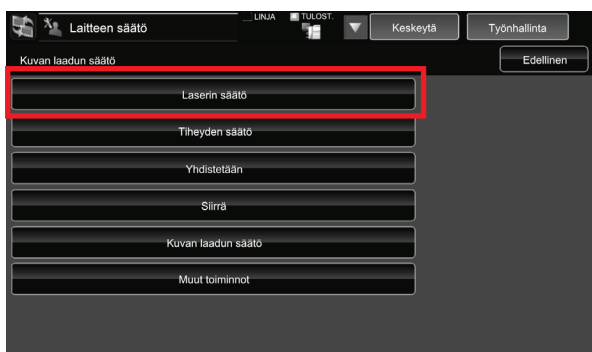 Laitteen säätö LINJA TULOST. Keskeytä Työnhallinta
Kuvan laadun säätö Edellinen
Laserin säätö
Tiheyden säätö
Yhdistetään
Siirrä
Kuvan laadun säätö
Muut toiminnot